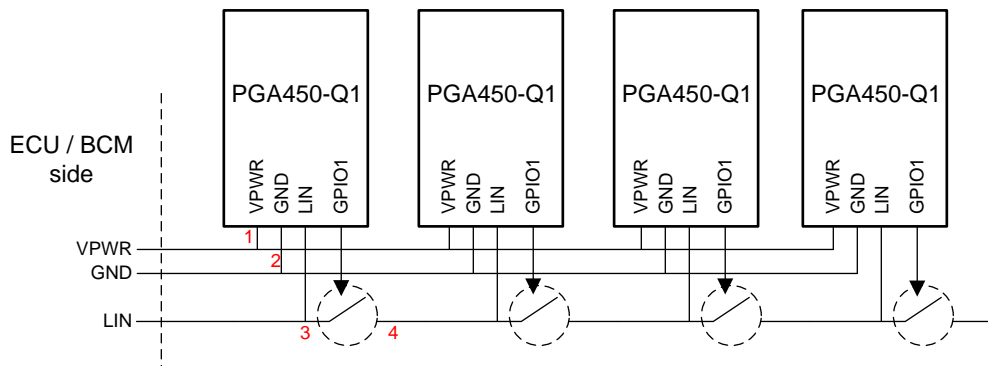 PGA450-Q1
PGA450-Q1
PGA450-Q1
PGA450-Q1
ECU / BCM
side
VPWR
GND
LIN
GPIO1
VPWR
GND
LIN
GPIO1
VPWR
GND
LIN
GPIO1
VPWR
GND
LIN
GPIO1
1
VPWR
2
GND
LIN
3
4